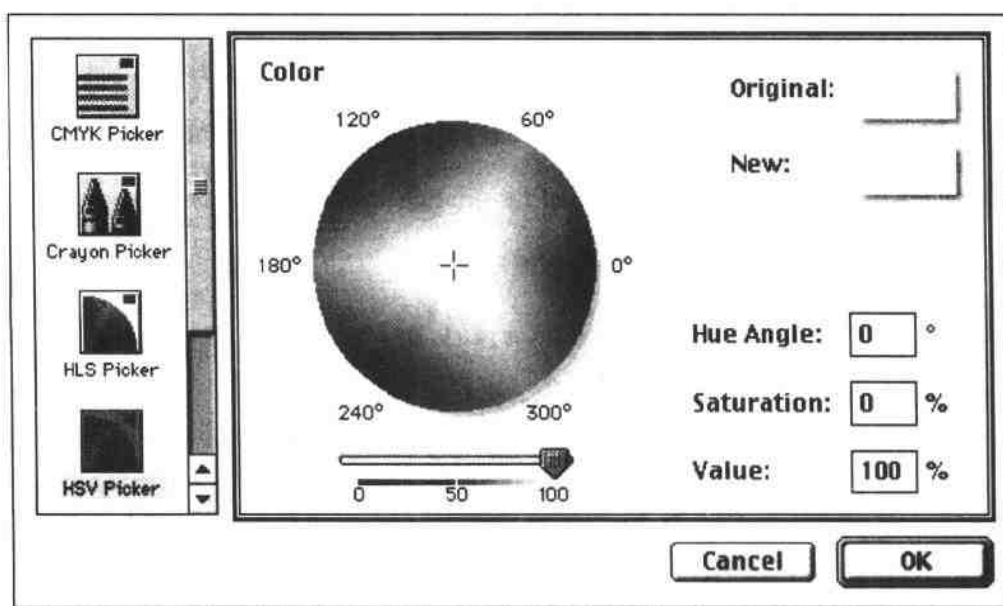 CMYK Picker
Crayon Picker
HLS Picker
HSV Picker
Color
120°
60°
180°
0°
240°
300°
0
50
100
Original:
New:
Hue Angle: 0 °
Saturation: 0 %
Value: 100 %
Cancel
OK